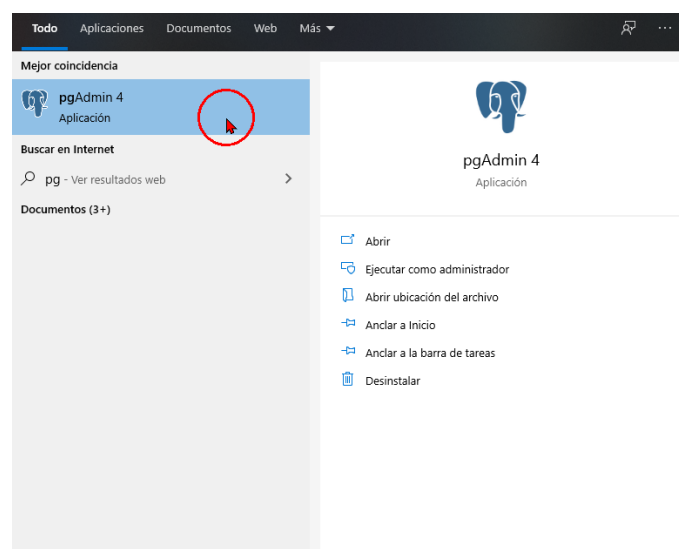 Todo Aplicaciones Documentos Web Más
Mejor coincidencia
pgAdmin 4
Aplicación
Buscar en Internet
pg - Ver resultados web
Documentos (3+)
pgAdmin 4
Aplicación
Abrir
Ejecutar como administrador
Abrir ubicación del archivo
Anclar a Inicio
Anclar a la barra de tareas
Desinstalar